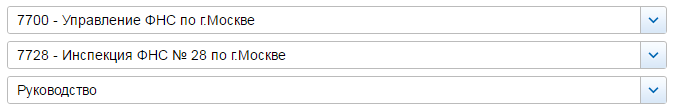 7700 - Управление ФНС по г.Москве
7728 - Инспекция ФНС № 28 по г.Москве
Руководство